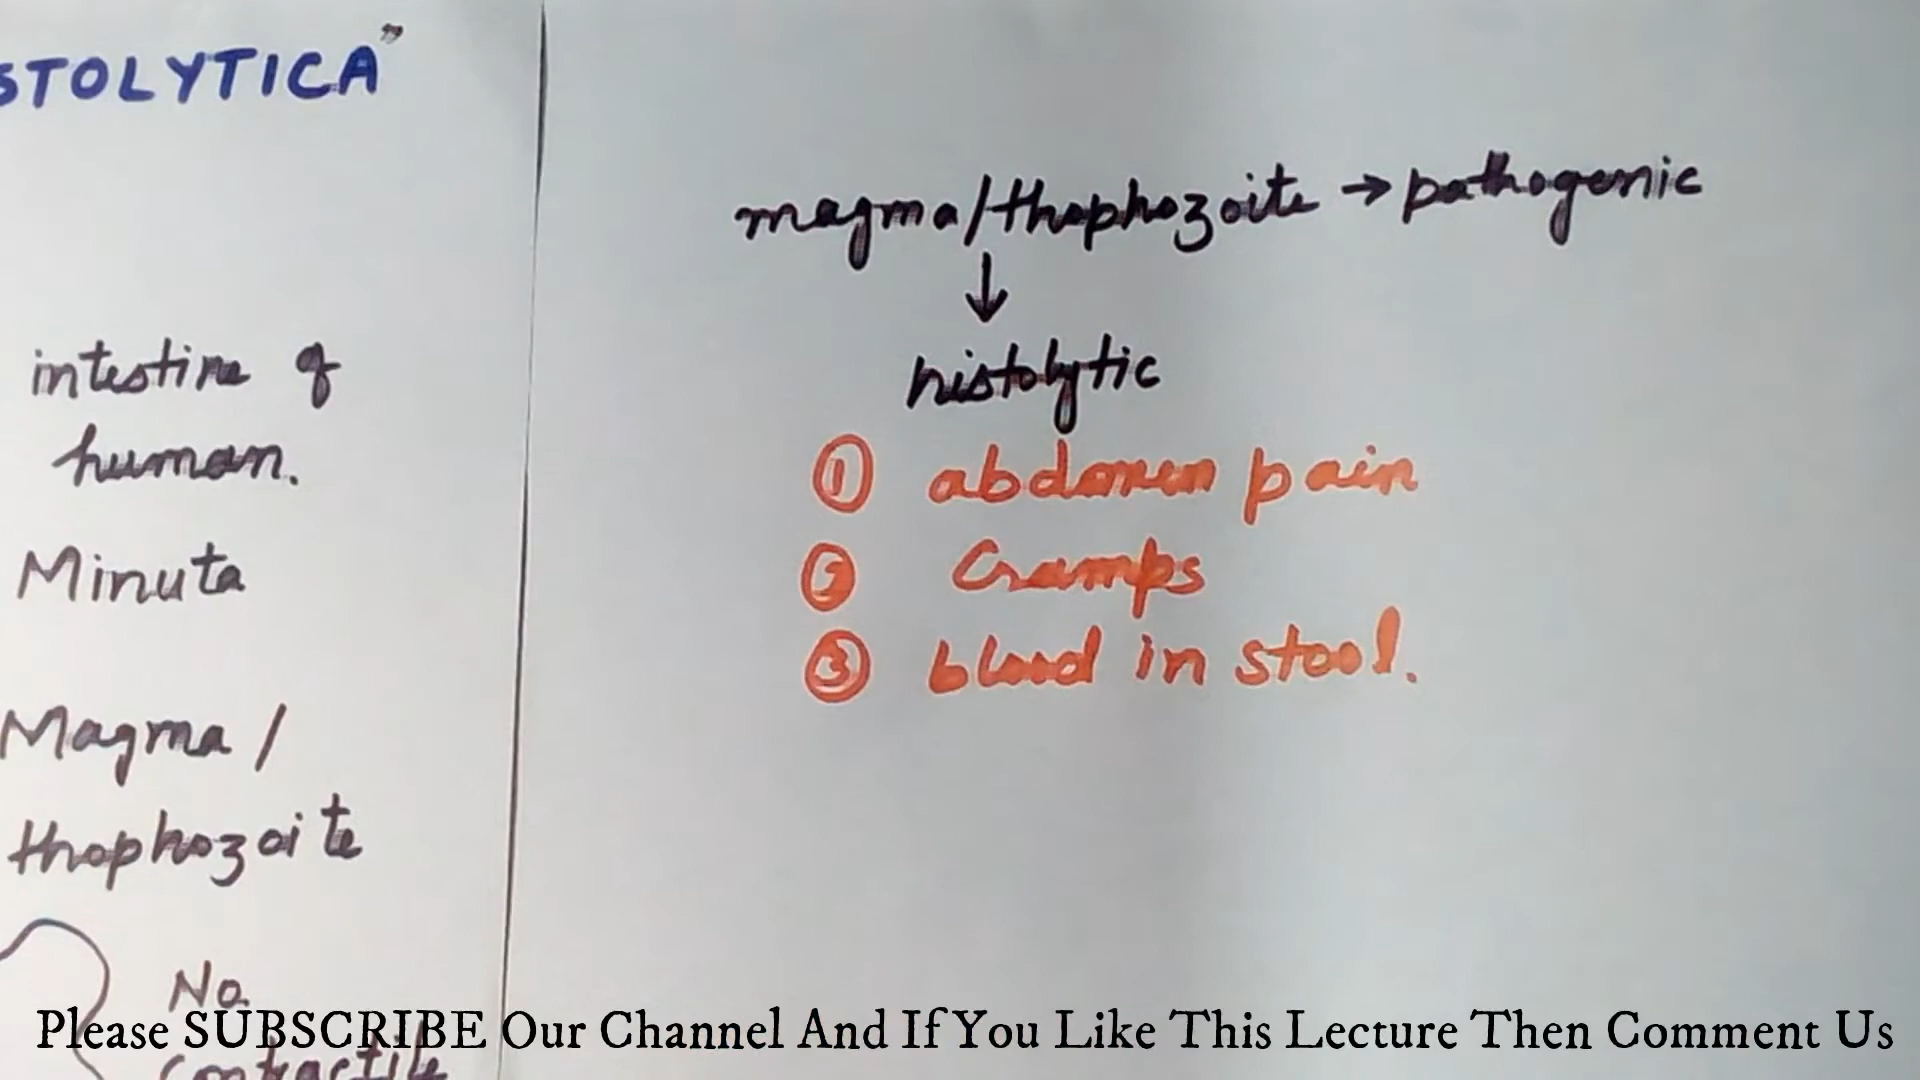 STOLYTICA"
intestine of
human.
Minuta
Magma /
thophozoite
No
contractile
magma/thophozoite → pathogenic
↓
histolytic
① abdomen pain
② Cramps
③ blood in stool.
Please SUBSCRIBE Our Channel And If You Like This Lecture Then Comment Us